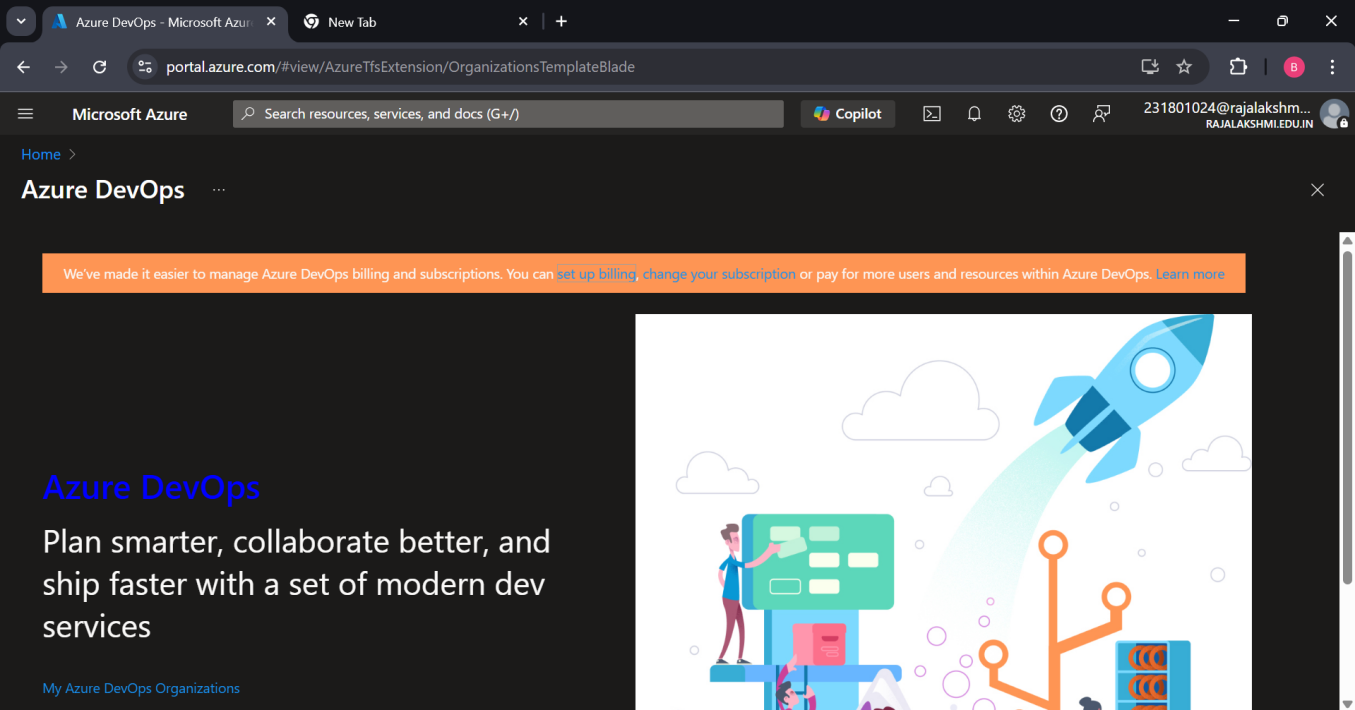 Azure DevOps - Microsoft Azur
New Tab
portal.azure.com/#view/AzureTfsExtension/OrganizationsTemplateBlade
B
Microsoft Azure
Search resources, services, and docs (G+/)
Copilot
231801024@rajalakshm...
RAJALAKSHMI.EDU.IN
Home
Azure DevOps
...
We've made it easier to manage Azure DevOps billing and subscriptions. You can set up billing, change your subscription or pay for more users and resources within Azure DevOps. Learn more
Azure DevOps
Plan smarter, collaborate better, and
ship faster with a set of modern dev
services
My Azure DevOps Organizations